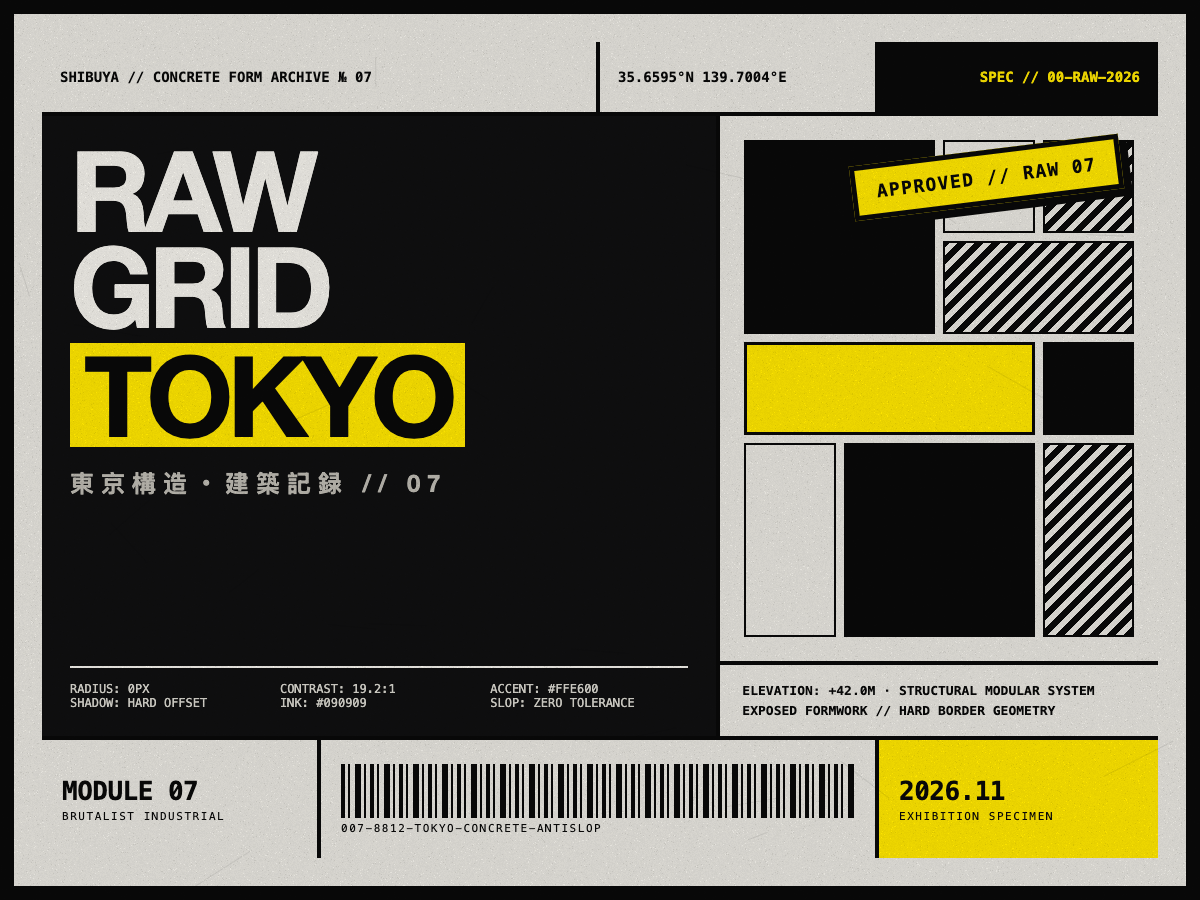 SHIBUYA // CONCRETE FORM ARCHIVE № 07
35.6595°N 139.7004°E
SPEC // 00—RAW—2026
RAW
GRID
TOKYO
東京構造・建築記録 // 07
RADIUS: 0PX
SHADOW: HARD OFFSET
CONTRAST: 19.2:1
INK: #090909
ACCENT: #FFE600
SLOP: ZERO TOLERANCE
APPROVED // RAW 07
ELEVATION: +42.0M · STRUCTURAL MODULAR SYSTEM
EXPOSED FORMWORK // HARD BORDER GEOMETRY
MODULE 07
BRUTALIST INDUSTRIAL
007—8812—TOKYO—CONCRETE—ANTISLOP
2026.11
EXHIBITION SPECIMEN